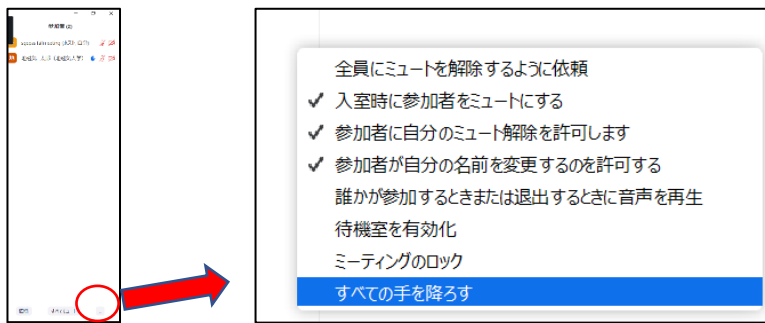 参加者 (2)
全員にミュートを解除するように依頼
入室時に参加者をミュートにする
参加者に自分のミュート解除を許可します
参加者が自分の名前を変更するのを許可する
誰かが参加するときまたは退出するときに音声を再生
待機室を有効化
ミーティングのロック
すべての手を降ろす